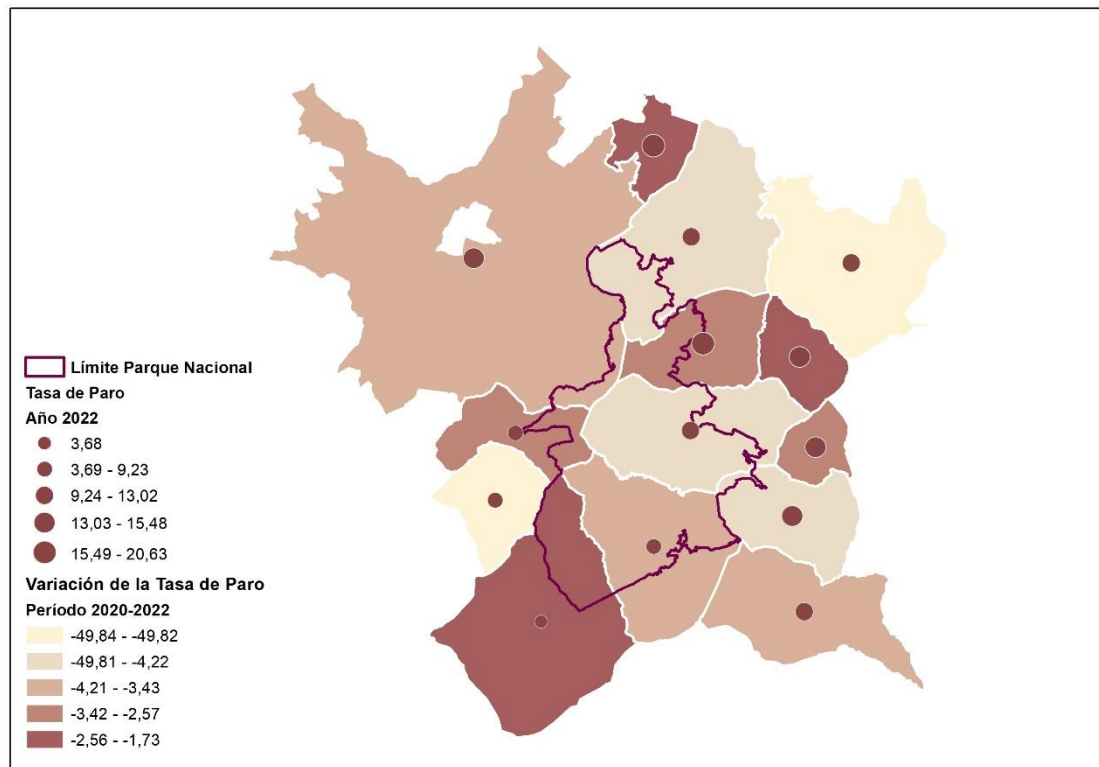 Límite Parque Nacional
Tasa de Paro
Año 2022
3,68
3,69 - 9,23
9,24 - 13,02
13,03 - 15,48
15,49 - 20,63
Variación de la Tasa de Paro
Período 2020-2022
-49,84 - -49,82
-49,81 - -4,22
-4,21 - -3,43
-3,42 - -2,57
-2,56 - -1,73